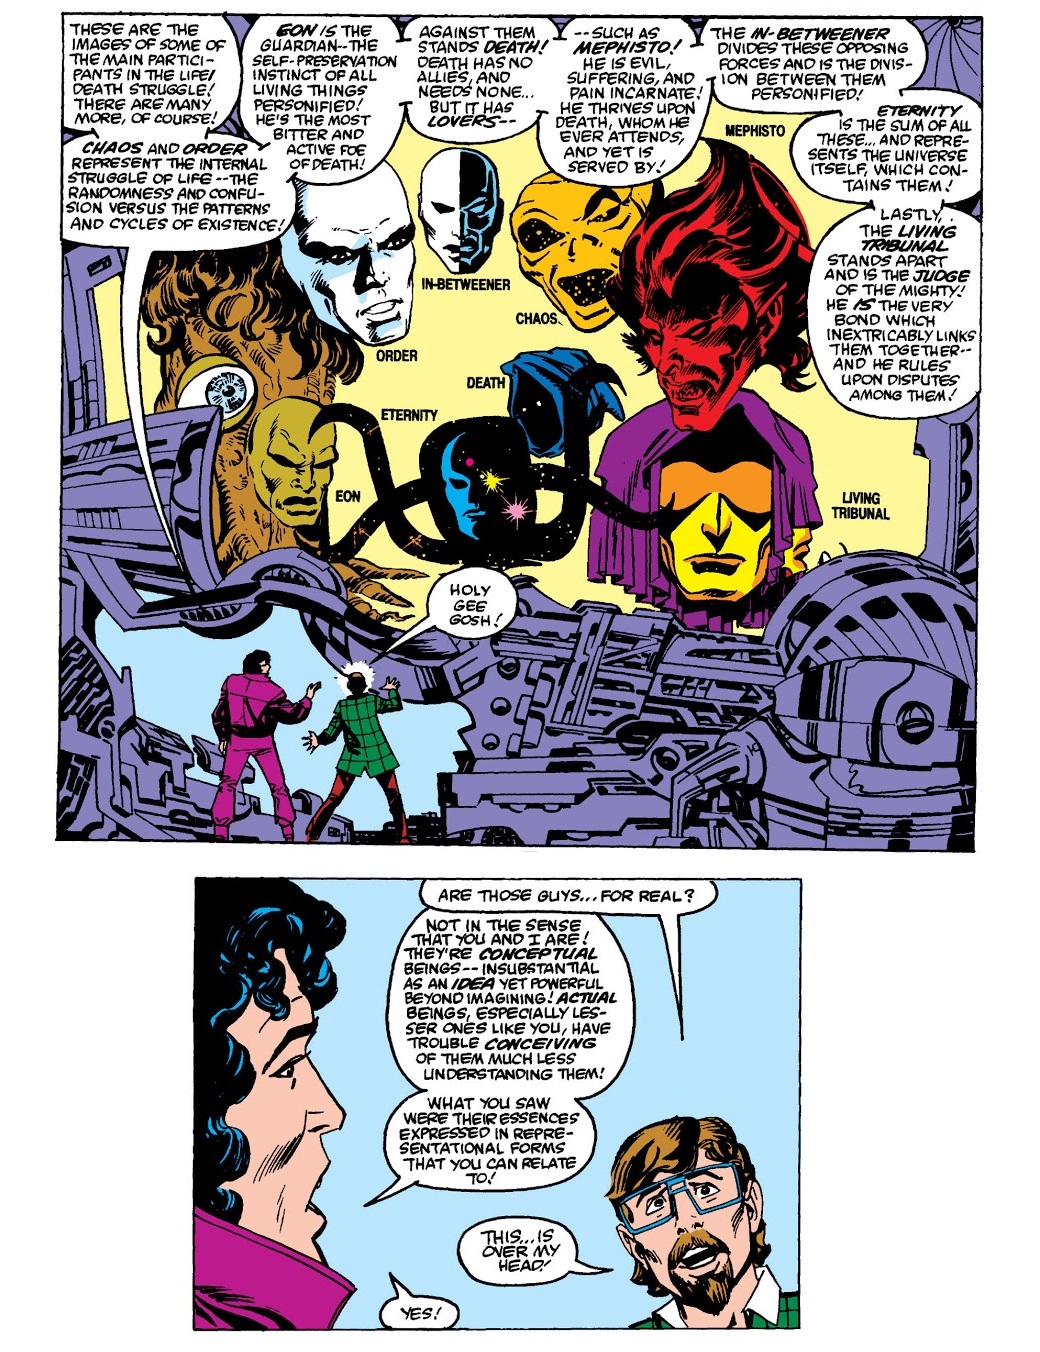 THESE ARE THE
IMAGES OF SOME OF
THE MAIN PARTICI-
PANTS IN THE LIFE/
DEATH STRUGGLE!
THERE ARE MANY
MORE, OF COURSE!
CHAOS AND ORDER
REPRESENT THE INTERNAL
STRUGGLE OF LIFE--THE
RANDOMNESS AND CONFU-
SION VERSUS THE PATTERNS
AND CYCLES OF EXISTENCE!
EON IS THE
GUARDIAN--THE
SELF-PRESERVATION
INSTINCT OF ALL
LIVING THINGS
PERSONIFIED!
HE'S THE MOST
BITTER AND
ACTIVE FOE
OF DEATH!
AGAINST THEM
STANDS DEATH!
DEATH HAS NO
ALLIES, AND
NEEDS NONE...
BUT IT HAS
LOVERS--
--SUCH AS
MEPHISTO!
HE IS EVIL,
SUFFERING, AND
PAIN INCARNATE!
HE THRIVES UPON
DEATH, WHOM HE
EVER ATTENDS,
AND YET IS
SERVED BY!
THE IN-BETWEENER
DIVIDES THESE OPPOSING
FORCES AND IS THE DIVIS-
ION BETWEEN THEM
PERSONIFIED!
ETERNITY
IS THE SUM OF ALL
THESE... AND REPRE-
SENTS THE UNIVERSE
ITSELF, WHICH CON-
TAINS THEM!
LASTLY,
THE LIVING
TRIBUNAL
STANDS APART
AND IS THE JUDGE
OF THE MIGHTY!
HE IS THE VERY
BOND WHICH
INEXTRICABLY LINKS
THEM TOGETHER--
AND HE RULES
UPON DISPUTES
AMONG THEM!
MEPHISTO
IN-BETWEENER
CHAOS
ORDER
DEATH
ETERNITY
EON
LIVING
TRIBUNAL
HOLY
GEE
GOSH!
ARE THOSE GUYS...FOR REAL?
NOT IN THE SENSE
THAT YOU AND I ARE!
THEY'RE CONCEPTUAL
BEINGS--INSUBSTANTIAL
AS AN IDEA YET POWERFUL
BEYOND IMAGINING! ACTUAL
BEINGS, ESPECIALLY LES-
SER ONES LIKE YOU, HAVE
TROUBLE CONCEIVING
OF THEM MUCH LESS
UNDERSTANDING THEM!
WHAT YOU SAW
WERE THEIR ESSENCES
EXPRESSED IN REPRE-
SENTATIONAL FORMS
THAT YOU CAN RELATE
TO!
THIS...IS
OVER MY
HEAD!
YES!